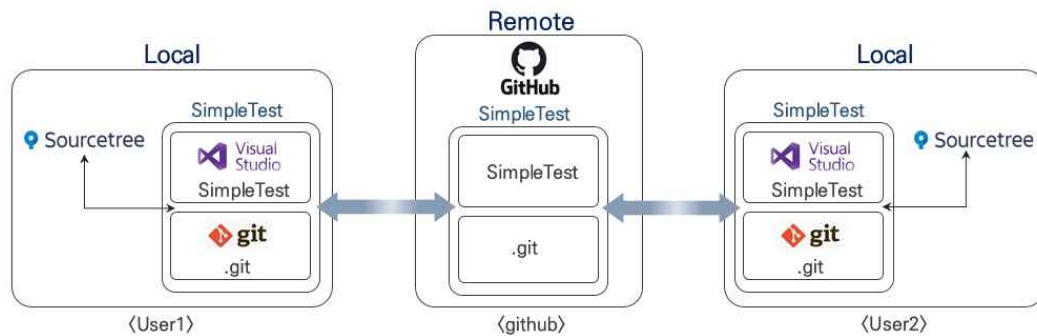 Remote
Local
Local
GitHub
SimpleTest
SimpleTest
SimpleTest
Sourcetree
Visual
Studio
SimpleTest
SimpleTest
Visual
Studio
SimpleTest
Sourcetree
git
.git
.git
git
.git
〈User1〉
〈github〉
〈User2〉